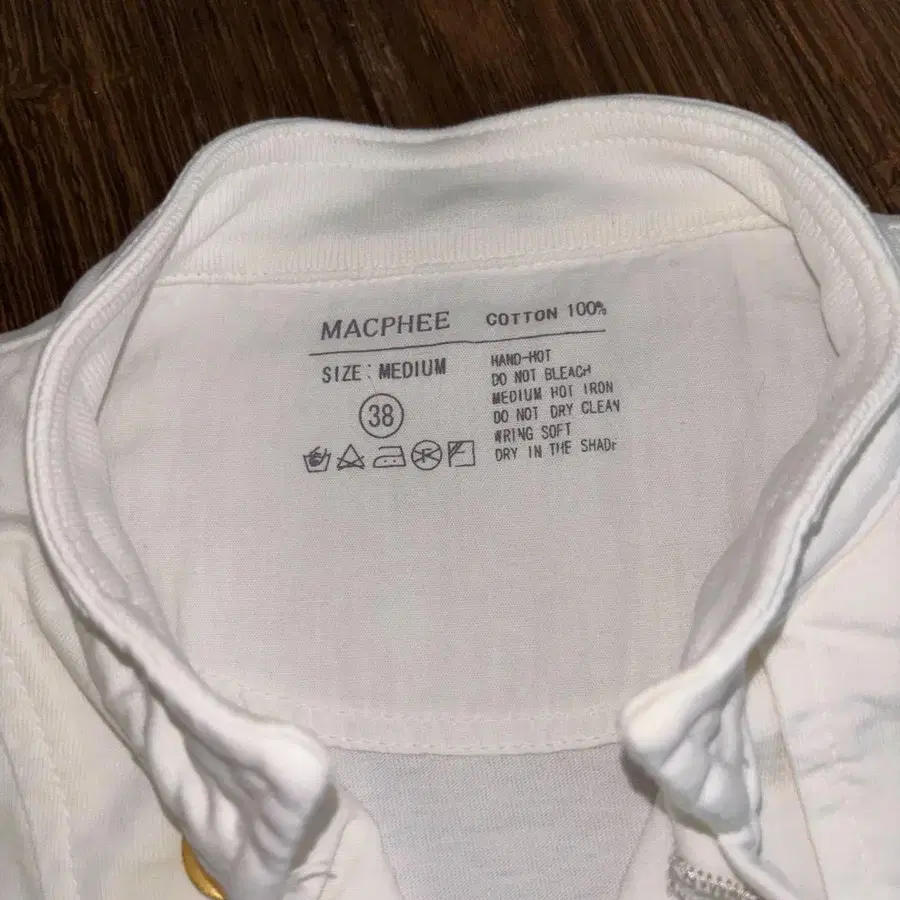 MACPHEE
COTTON 100%
SIZE : MEDIUM
38
HAND-HOT
DO NOT BLEACH
MEDIUM HOT IRON
DO NOT DRY CLEAN
WRING SOFT
DRY IN THE SHADE